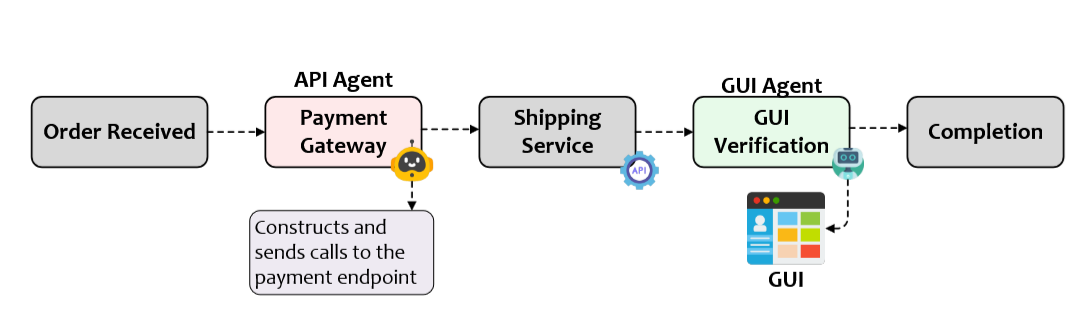 API Agent
GUI Agent
Order Received
Payment
Gateway
Shipping
Service
API
GUI
Verification
Completion
Constructs and
sends calls to the
payment endpoint
GUI